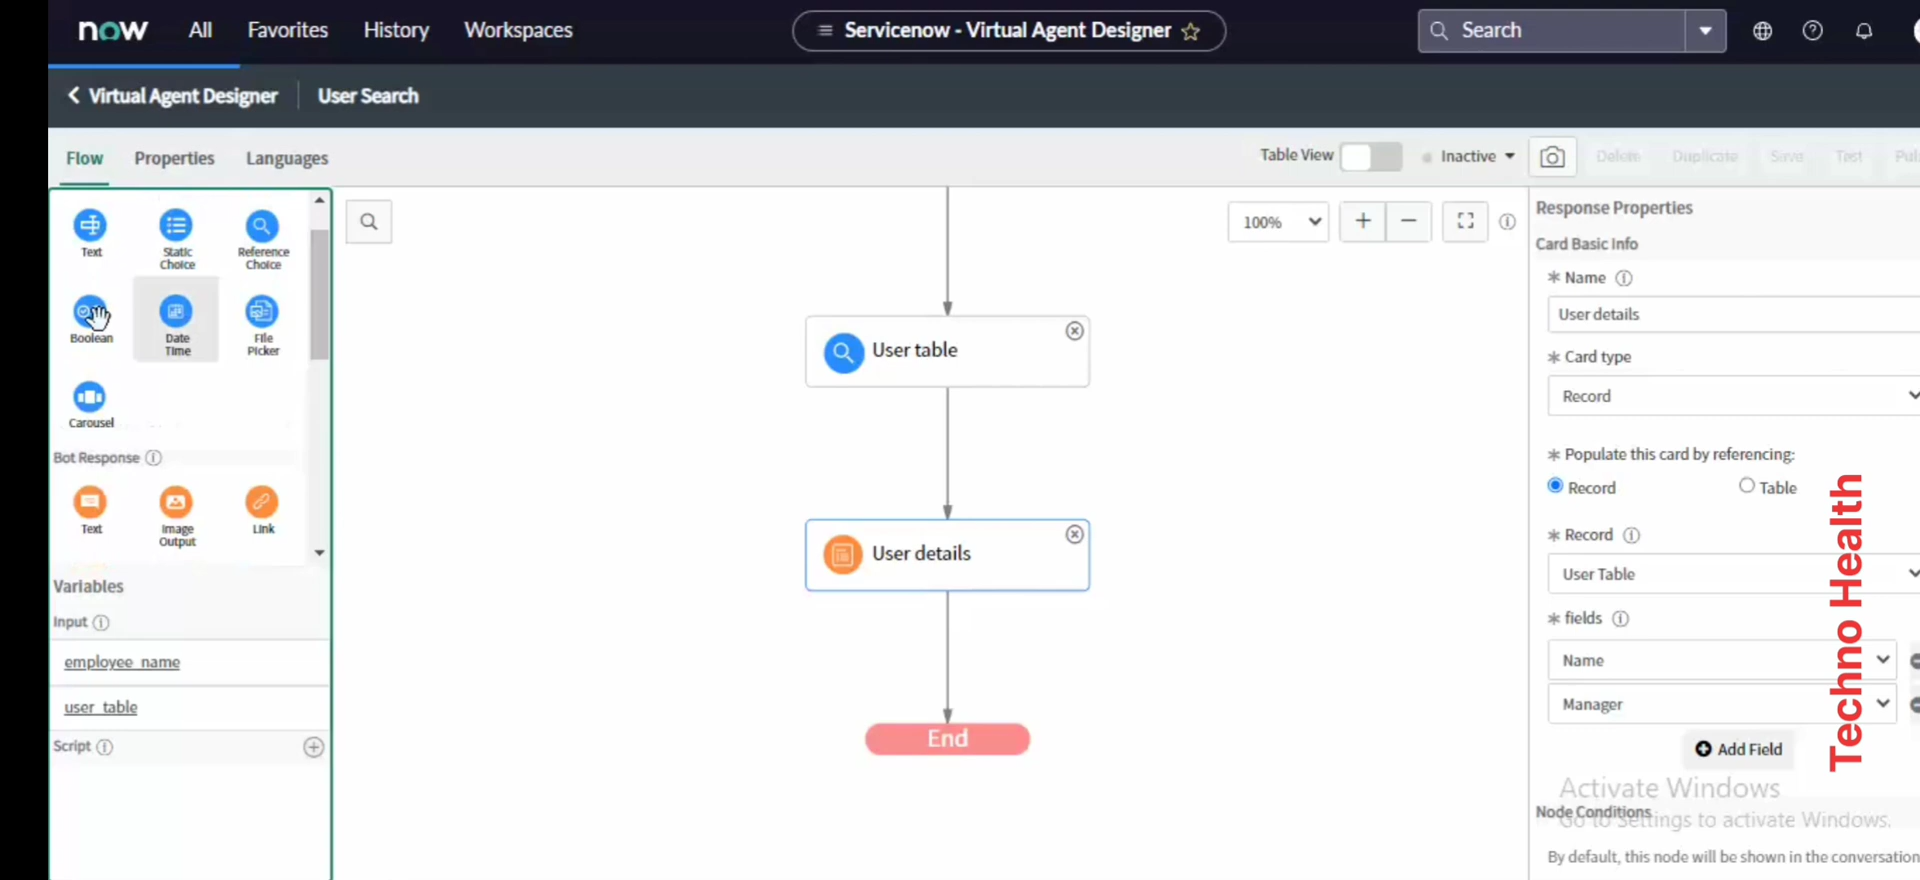 now All Favorites History Workspaces Servicenow - Virtual Agent Designer Search
Virtual Agent Designer User Search
Flow Properties Languages Table View Inactive Delete Duplicate Save Test
Text Static Choice Reference Choice
Boolean Date Time File Picker
Carousel
Bot Response
Text Image Output Link
Variables
Input
employee_name
user_table
Script
100%
User table
User details
End
Response Properties
Card Basic Info
* Name
User details
* Card type
Record
* Populate this card by referencing:
Record Table
* Record
User Table
* fields
Name
Manager
Add Field
Node Conditions
By default, this node will be shown in the conversation
Activate Windows
Go to Settings to activate Windows.
Techno Health